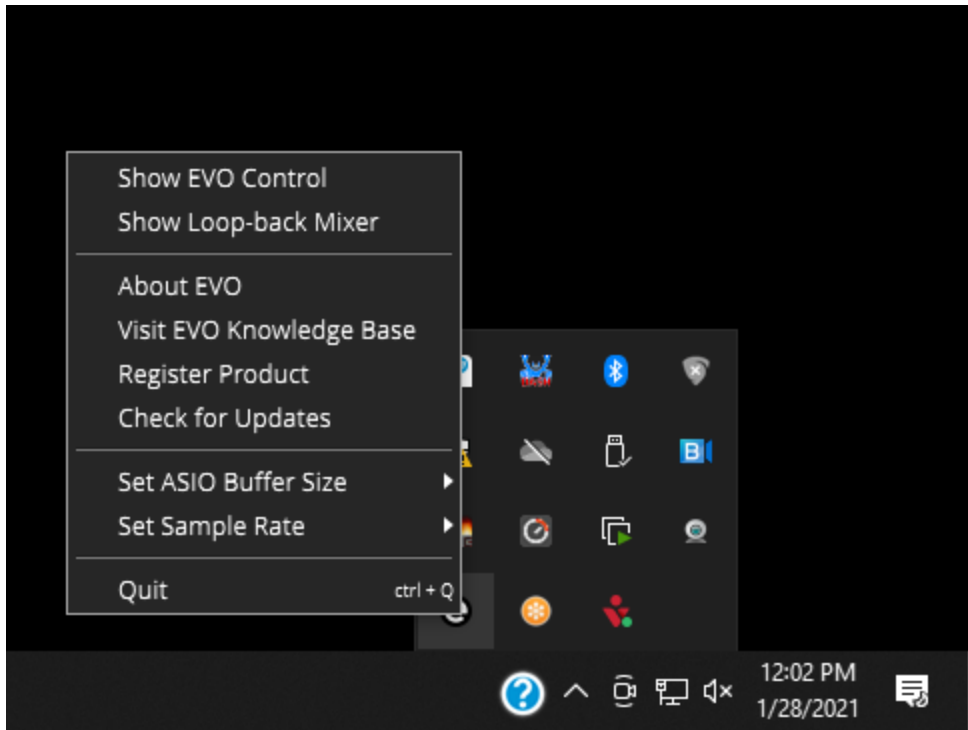 Show EVO Control
Show Loop-back Mixer
About EVO
Visit EVO Knowledge Base
Register Product
Check for Updates
Set ASIO Buffer Size
Set Sample Rate
Quit ctrl + Q
B
e
?
12:02 PM
1/28/2021